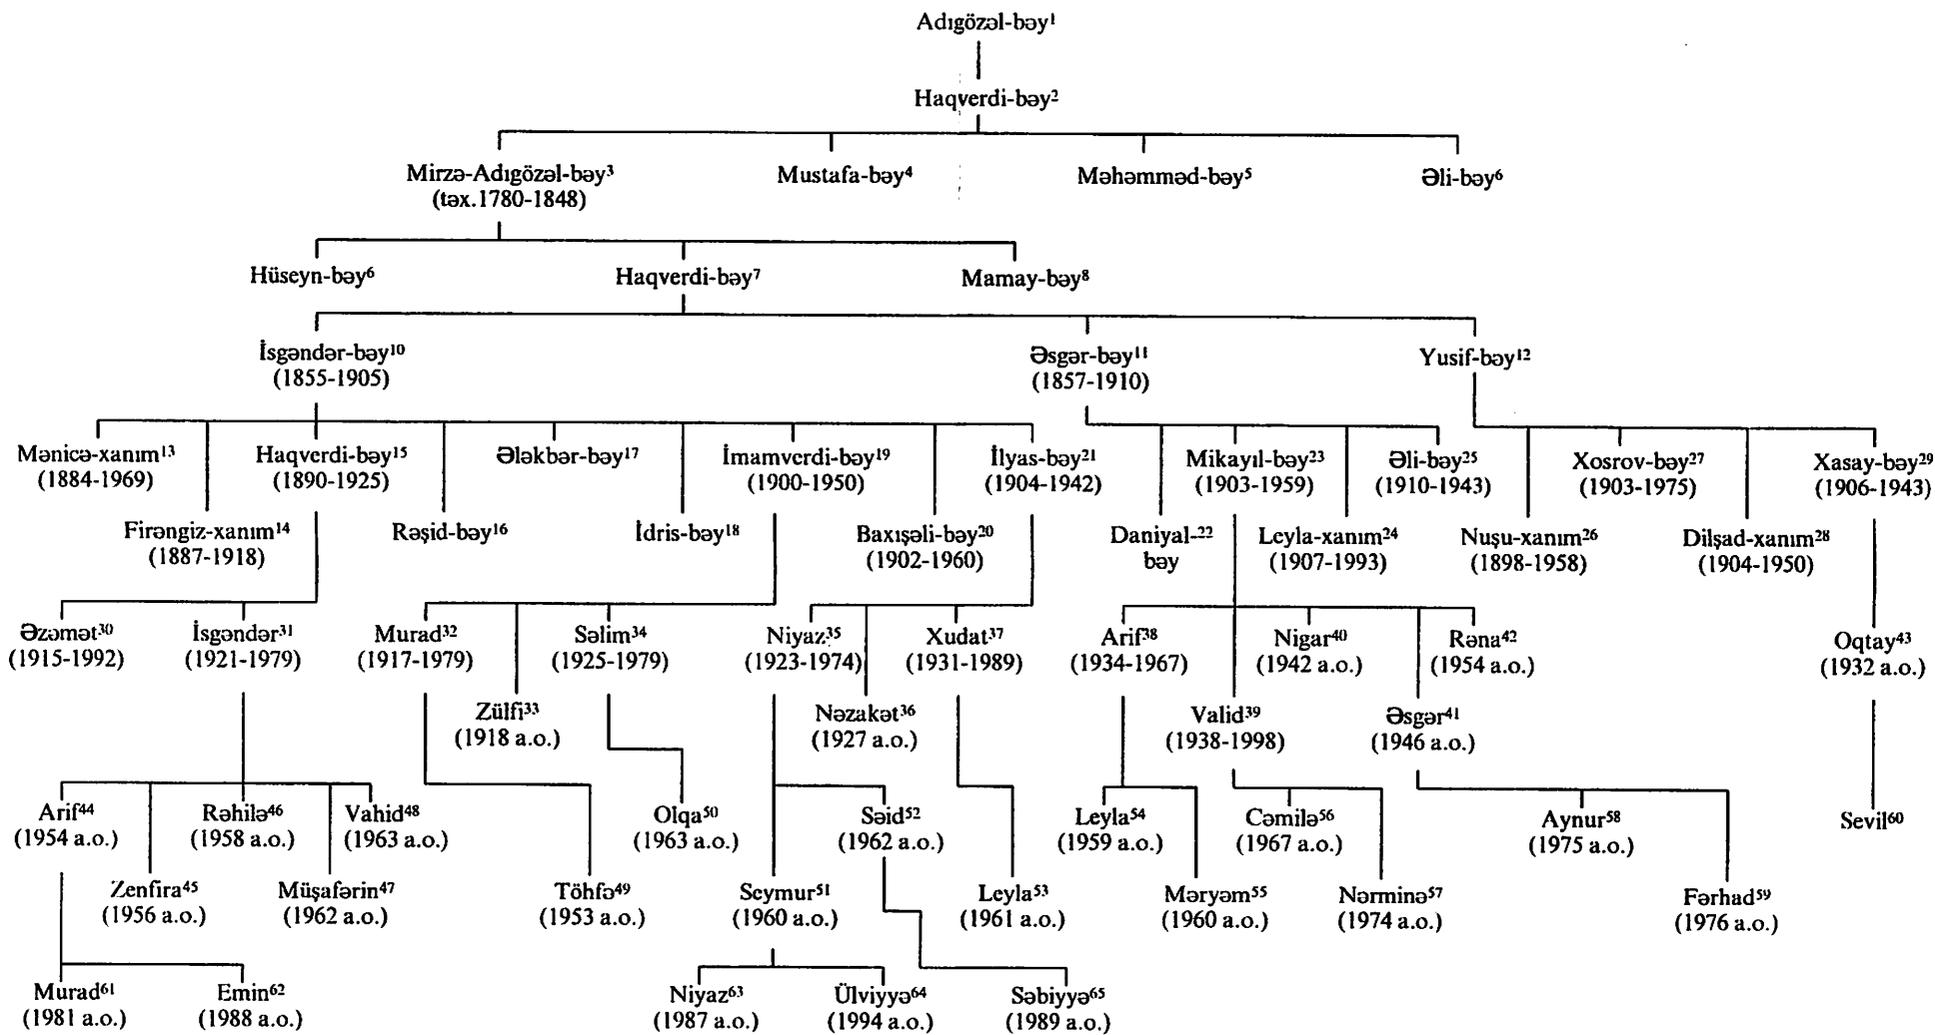 Adıgözəl-bəy¹
Haqverdi-bəy²
Mirzə-Adıgözəl-bəy³
(təx.1780-1848)
Mustafa-bəy⁴
Məhəmməd-bəy⁵
Əli-bəy⁶
Hüseyn-bəy⁶
Haqverdi-bəy⁷
Mamay-bəy⁸
İsgəndər-bəy¹⁰
(1855-1905)
Əsgər-bəy¹¹
(1857-1910)
Yusif-bəy¹²
Mənicə-xanım¹³
(1884-1969)
Haqverdi-bəy¹⁵
(1890-1925)
Ələkbər-bəy¹⁷
İmamverdi-bəy¹⁹
(1900-1950)
İlyas-bəy²¹
(1904-1942)
Mikayıl-bəy²³
(1903-1959)
Əli-bəy²⁵
(1910-1943)
Xosrov-bəy²⁷
(1903-1975)
Xasay-bəy²⁹
(1906-1943)
Firəngiz-xanım¹⁴
(1887-1918)
Rəşid-bəy¹⁶
İdris-bəy¹⁸
Baxışəli-bəy²⁰
(1902-1960)
Daniyal-²²
bəy
Leyla-xanım²⁴
(1907-1993)
Nuşu-xanım²⁶
(1898-1958)
Dilşad-xanım²⁸
(1904-1950)
Əzəmət³⁰
(1915-1992)
İsgəndər³¹
(1921-1979)
Murad³²
(1917-1979)
Səlim³⁴
(1925-1979)
Niyaz³⁵
(1923-1974)
Xudat³⁷
(1931-1989)
Arif³⁸
(1934-1967)
Nigar⁴⁰
(1942 a.o.)
Rəna⁴²
(1954 a.o.)
Oqtay⁴³
(1932 a.o.)
Zülfi³³
(1918 a.o.)
Nəzakət³⁶
(1927 a.o.)
Valid³⁹
(1938-1998)
Əsgər⁴¹
(1946 a.o.)
Arif⁴⁴
(1954 a.o.)
Rəhilə⁴⁶
(1958 a.o.)
Vahid⁴⁸
(1963 a.o.)
Olqa⁵⁰
(1963 a.o.)
Səid⁵²
(1962 a.o.)
Leyla⁵⁴
(1959 a.o.)
Cəmilə⁵⁶
(1967 a.o.)
Aynur⁵⁸
(1975 a.o.)
Sevil⁶⁰
Zenfira⁴⁵
(1956 a.o.)
Müşafərin⁴⁷
(1962 a.o.)
Töhfə⁴⁹
(1953 a.o.)
Seymur⁵¹
(1960 a.o.)
Leyla⁵³
(1961 a.o.)
Məryəm⁵⁵
(1960 a.o.)
Nərminə⁵⁷
(1974 a.o.)
Fərhad⁵⁹
(1976 a.o.)
Murad⁶¹
(1981 a.o.)
Emin⁶²
(1988 a.o.)
Niyaz⁶³
(1987 a.o.)
Ülviyyə⁶⁴
(1994 a.o.)
Səbiyyə⁶⁵
(1989 a.o.)